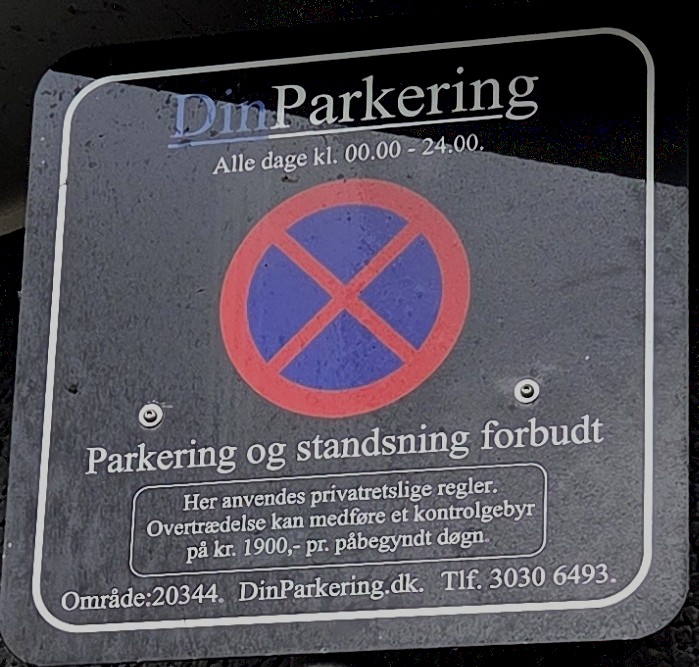 DinParkering
Alle dage kl. 00.00 - 24.00.
Parkering og standsning forbudt
Her anvendes privatretslige regler.
Overtrædelse kan medføre et kontrolgebyr
på kr. 1900,- pr. påbegyndt døgn.
Område:20344. DinParkering.dk. Tlf. 3030 6493.